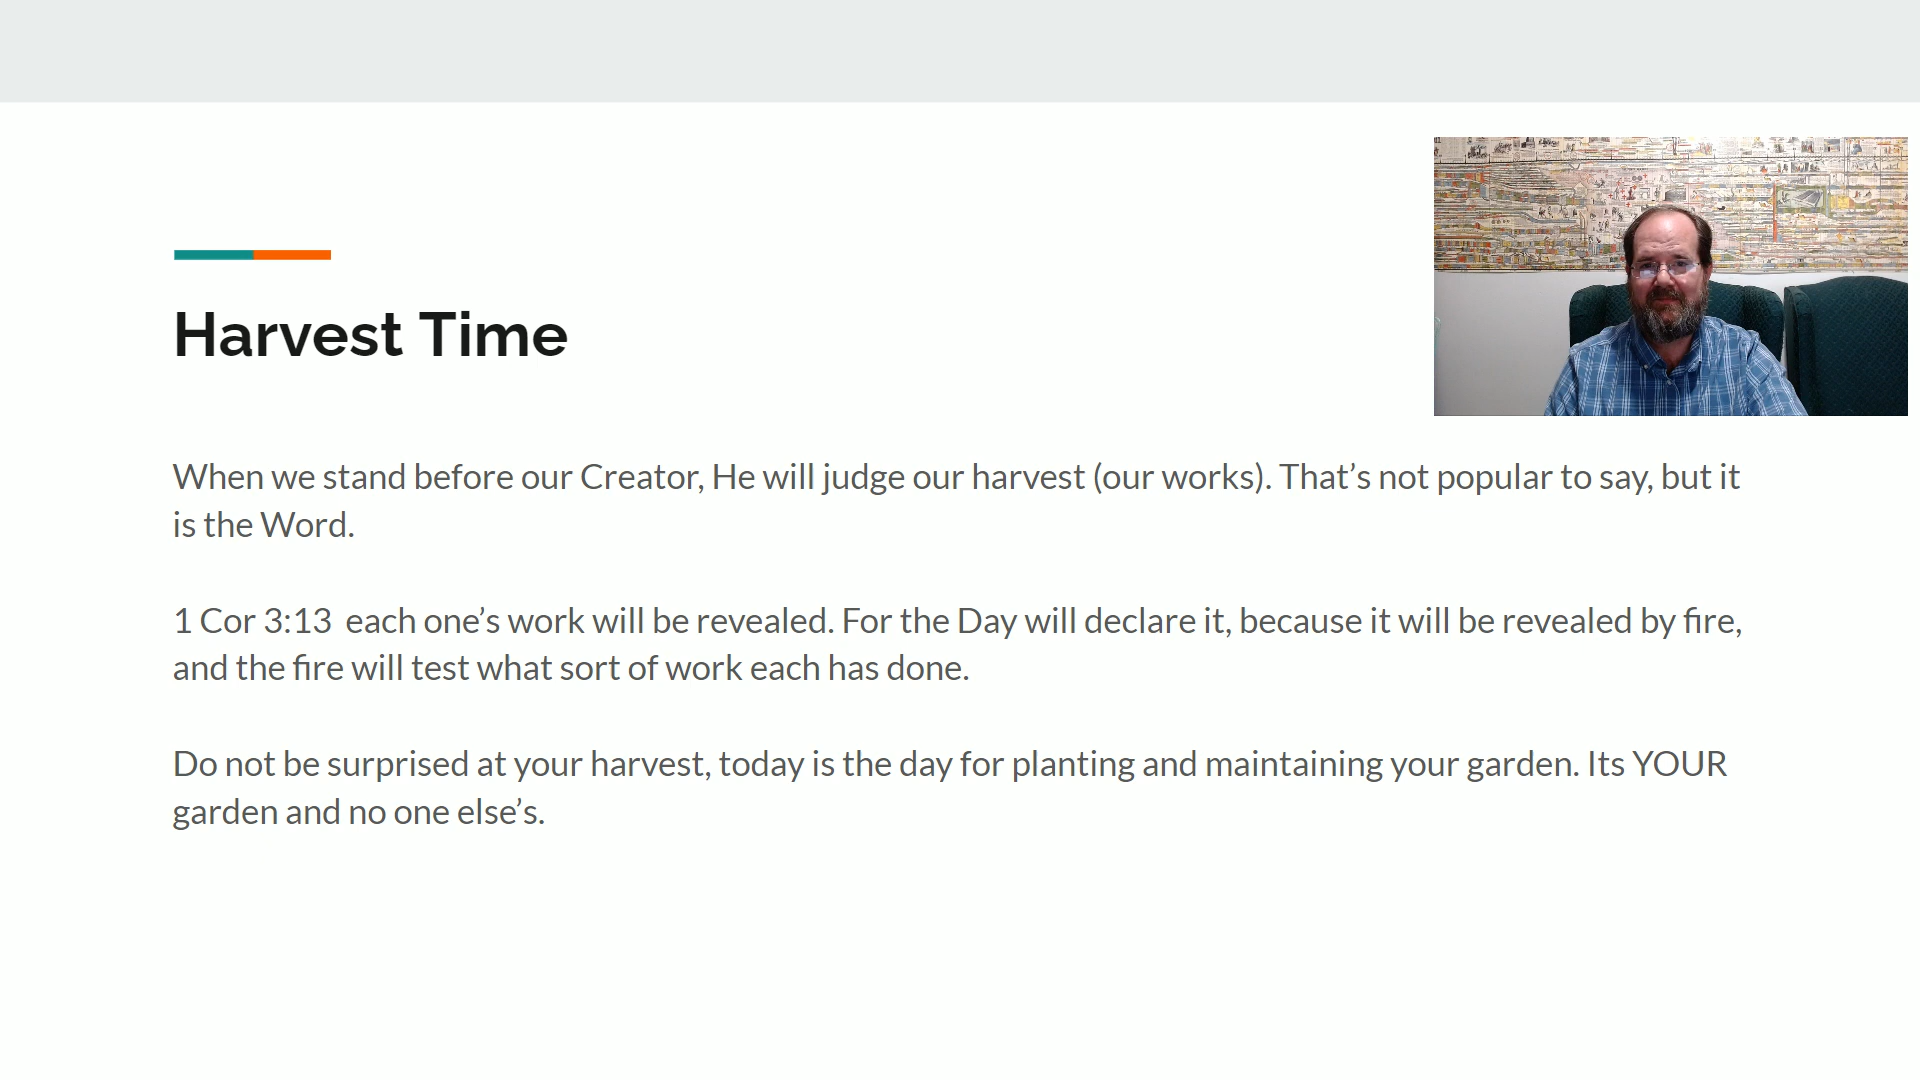 Harvest Time
When we stand before our Creator, He will judge our harvest (our works). That’s not popular to say, but it
is the Word.
1 Cor 3:13  each one’s work will be revealed. For the Day will declare it, because it will be revealed by fire,
and the fire will test what sort of work each has done.
Do not be surprised at your harvest, today is the day for planting and maintaining your garden. Its YOUR
garden and no one else’s.